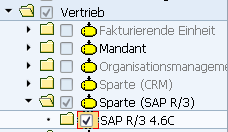 Vertrieb
Fakturierende Einheit
Mandant
Organisationsmanageme
Sparte (CRM)
Sparte (SAP R/3)
SAP R/3 4.6C